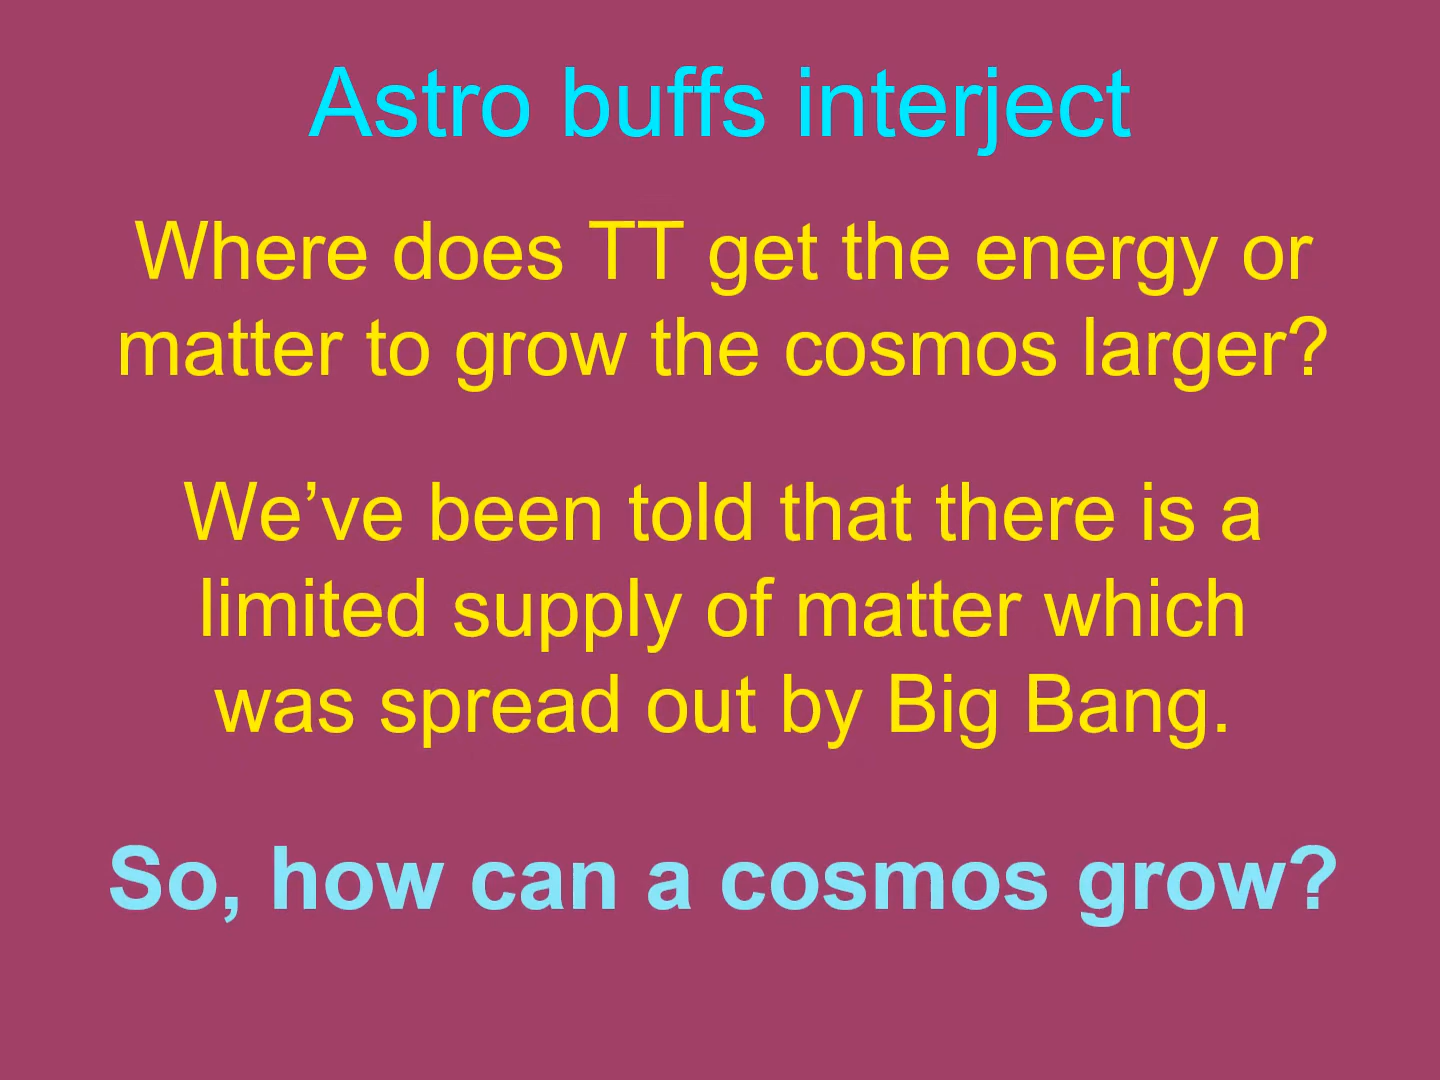 Astro buffs interject
Where does TT get the energy or
matter to grow the cosmos larger?
We’ve been told that there is a
limited supply of matter which
was spread out by Big Bang.
So, how can a cosmos grow?